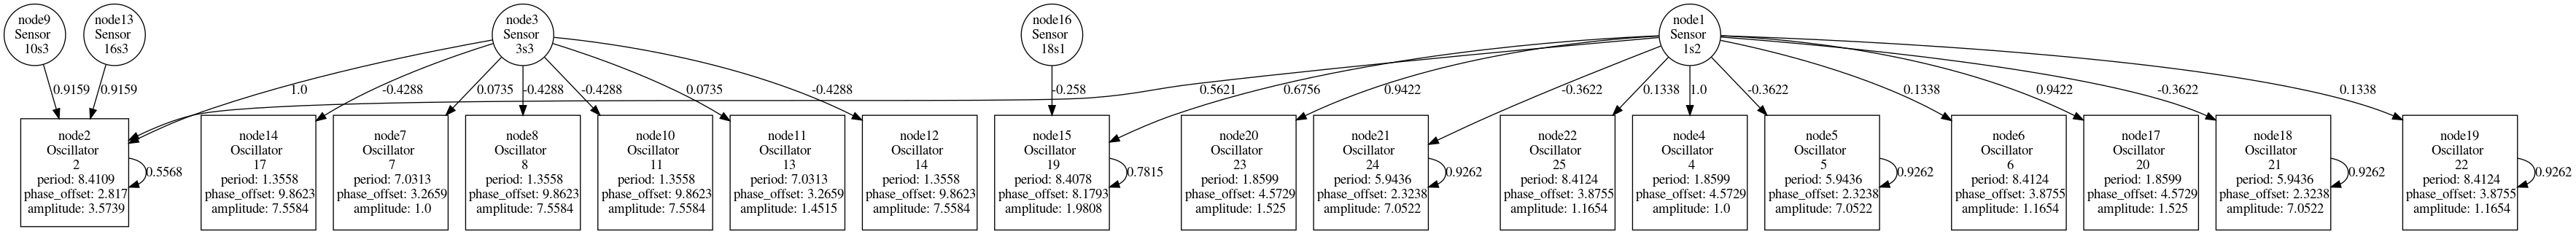 node9
Sensor
10s3
node13
Sensor
16s3
node3
Sensor
3s3
node16
Sensor
18s1
node1
Sensor
1s2
0.9159
0.9159
1.0
-0.4288
0.0735
-0.4288
-0.4288
0.0735
-0.4288
-0.258
0.5621
0.6756
0.9422
-0.3622
0.1338
1.0
-0.3622
0.1338
0.9422
-0.3622
0.1338
node2
Oscillator
2
period: 8.4109
phase_offset: 2.817
amplitude: 3.5739
0.5568
node14
Oscillator
17
period: 1.3558
phase_offset: 9.8623
amplitude: 7.5584
node7
Oscillator
7
period: 7.0313
phase_offset: 3.2659
amplitude: 1.0
node8
Oscillator
8
period: 1.3558
phase_offset: 9.8623
amplitude: 7.5584
node10
Oscillator
11
period: 1.3558
phase_offset: 9.8623
amplitude: 7.5584
node11
Oscillator
13
period: 7.0313
phase_offset: 3.2659
amplitude: 1.4515
node12
Oscillator
14
period: 1.3558
phase_offset: 9.8623
amplitude: 7.5584
node15
Oscillator
19
period: 8.4078
phase_offset: 8.1793
amplitude: 1.9808
0.7815
node20
Oscillator
23
period: 1.8599
phase_offset: 4.5729
amplitude: 1.525
node21
Oscillator
24
period: 5.9436
phase_offset: 2.3238
amplitude: 7.0522
0.9262
node22
Oscillator
25
period: 8.4124
phase_offset: 3.8755
amplitude: 1.1654
node4
Oscillator
4
period: 1.8599
phase_offset: 4.5729
amplitude: 1.0
node5
Oscillator
5
period: 5.9436
phase_offset: 2.3238
amplitude: 7.0522
0.9262
node6
Oscillator
6
period: 8.4124
phase_offset: 3.8755
amplitude: 1.1654
node17
Oscillator
20
period: 1.8599
phase_offset: 4.5729
amplitude: 1.525
node18
Oscillator
21
period: 5.9436
phase_offset: 2.3238
amplitude: 7.0522
0.9262
node19
Oscillator
22
period: 8.4124
phase_offset: 3.8755
amplitude: 1.1654
0.9262